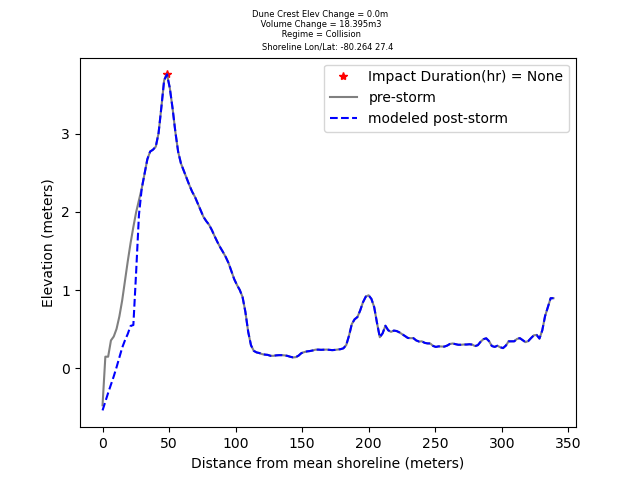 Dune Crest Elev Change = 0.0m
Volume Change = 18.395m3
Regime = Collision
Shoreline Lon/Lat: -80.264 27.4
Impact Duration(hr) = None
pre-storm
modeled post-storm
3
2
1
0
Elevation (meters)
0 50 100 150 200 250 300 350
Distance from mean shoreline (meters)